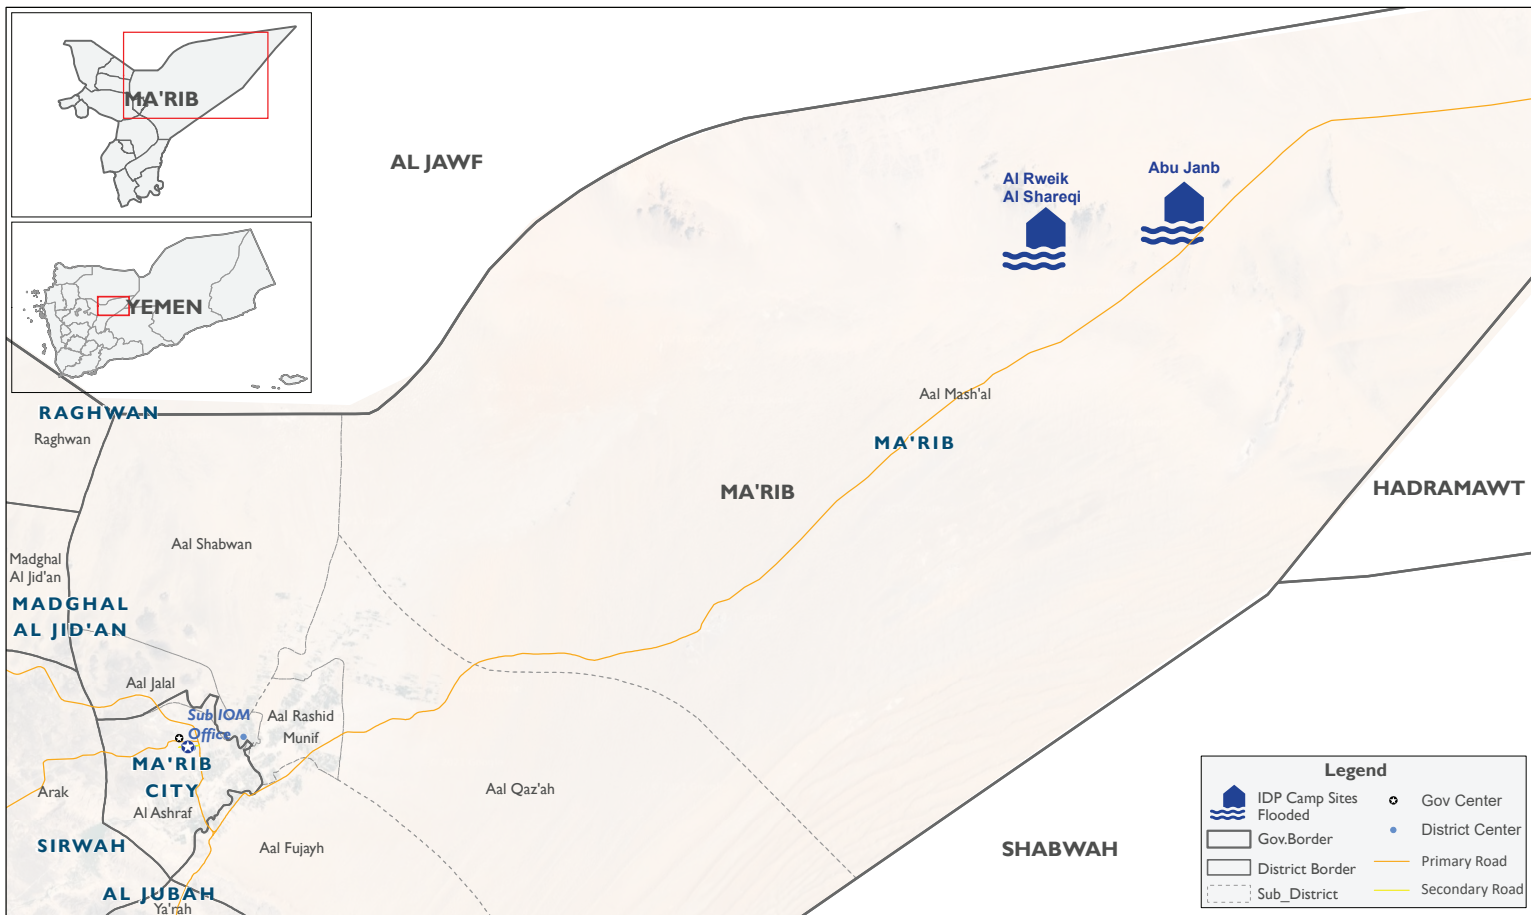 MA'RIB
YEMEN
AL JAWF
Al Rweik
Al Shareqi
Abu Janb
RAGHWAN
Raghwan
Aal Mash'al
MA'RIB
MA'RIB
HADRAMAWT
Aal Shabwan
Madghal
Al Jid'an
MADGHAL
AL JID'AN
Aal Jalal
Sub IOM
Office
Aal Rashid
Munif
MA'RIB
CITY
Arak
Al Ashraf
Aal Qaz'ah
SIRWAH
Aal Fujayh
SHABWAH
AL JUBAH
Ya'rah
Legend
IDP Camp Sites
Flooded
Gov.Border
District Border
Sub_District
Gov Center
District Center
Primary Road
Secondary Road